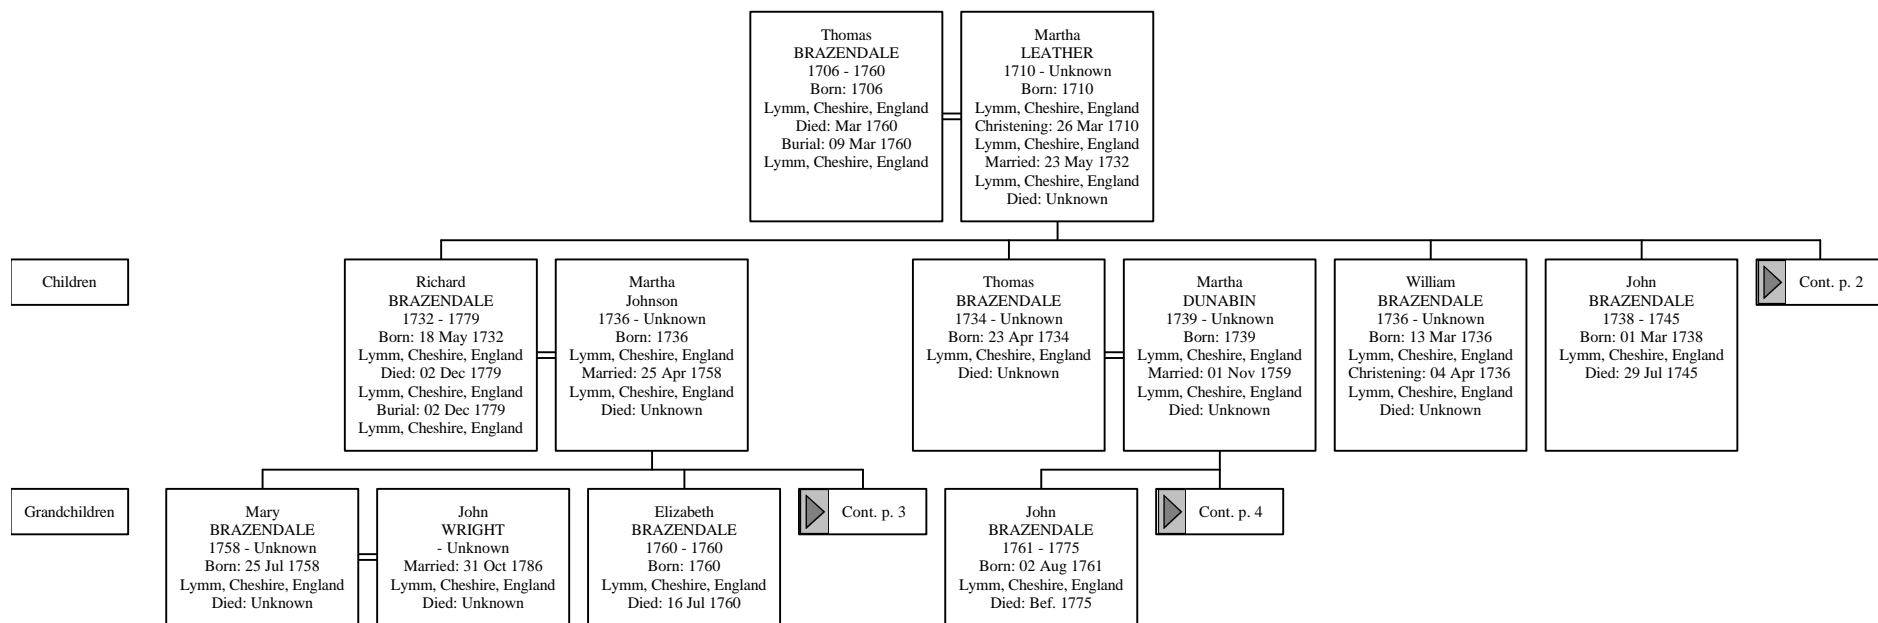 Thomas
BRAZENDALE
1706 - 1760
Born: 1706
Lymm, Cheshire, England
Died: Mar 1760
Burial: 09 Mar 1760
Lymm, Cheshire, England
Martha
LEATHER
1710 - Unknown
Born: 1710
Lymm, Cheshire, England
Christening: 26 Mar 1710
Lymm, Cheshire, England
Married: 23 May 1732
Lymm, Cheshire, England
Died: Unknown
Children
Richard
BRAZENDALE
1732 - 1779
Born: 18 May 1732
Lymm, Cheshire, England
Died: 02 Dec 1779
Lymm, Cheshire, England
Burial: 02 Dec 1779
Lymm, Cheshire, England
Martha
Johnson
1736 - Unknown
Born: 1736
Lymm, Cheshire, England
Married: 25 Apr 1758
Lymm, Cheshire, England
Died: Unknown
Thomas
BRAZENDALE
1734 - Unknown
Born: 23 Apr 1734
Lymm, Cheshire, England
Died: Unknown
Martha
DUNABIN
1739 - Unknown
Born: 1739
Lymm, Cheshire, England
Married: 01 Nov 1759
Lymm, Cheshire, England
Died: Unknown
William
BRAZENDALE
1736 - Unknown
Born: 13 Mar 1736
Lymm, Cheshire, England
Christening: 04 Apr 1736
Lymm, Cheshire, England
Died: Unknown
John
BRAZENDALE
1738 - 1745
Born: 01 Mar 1738
Lymm, Cheshire, England
Died: 29 Jul 1745
Cont. p. 2
Grandchildren
Mary
BRAZENDALE
1758 - Unknown
Born: 25 Jul 1758
Lymm, Cheshire, England
Died: Unknown
John
WRIGHT
- Unknown
Married: 31 Oct 1786
Lymm, Cheshire, England
Died: Unknown
Elizabeth
BRAZENDALE
1760 - 1760
Born: 1760
Lymm, Cheshire, England
Died: 16 Jul 1760
Cont. p. 3
John
BRAZENDALE
1761 - 1775
Born: 02 Aug 1761
Lymm, Cheshire, England
Died: Bef. 1775
Cont. p. 4